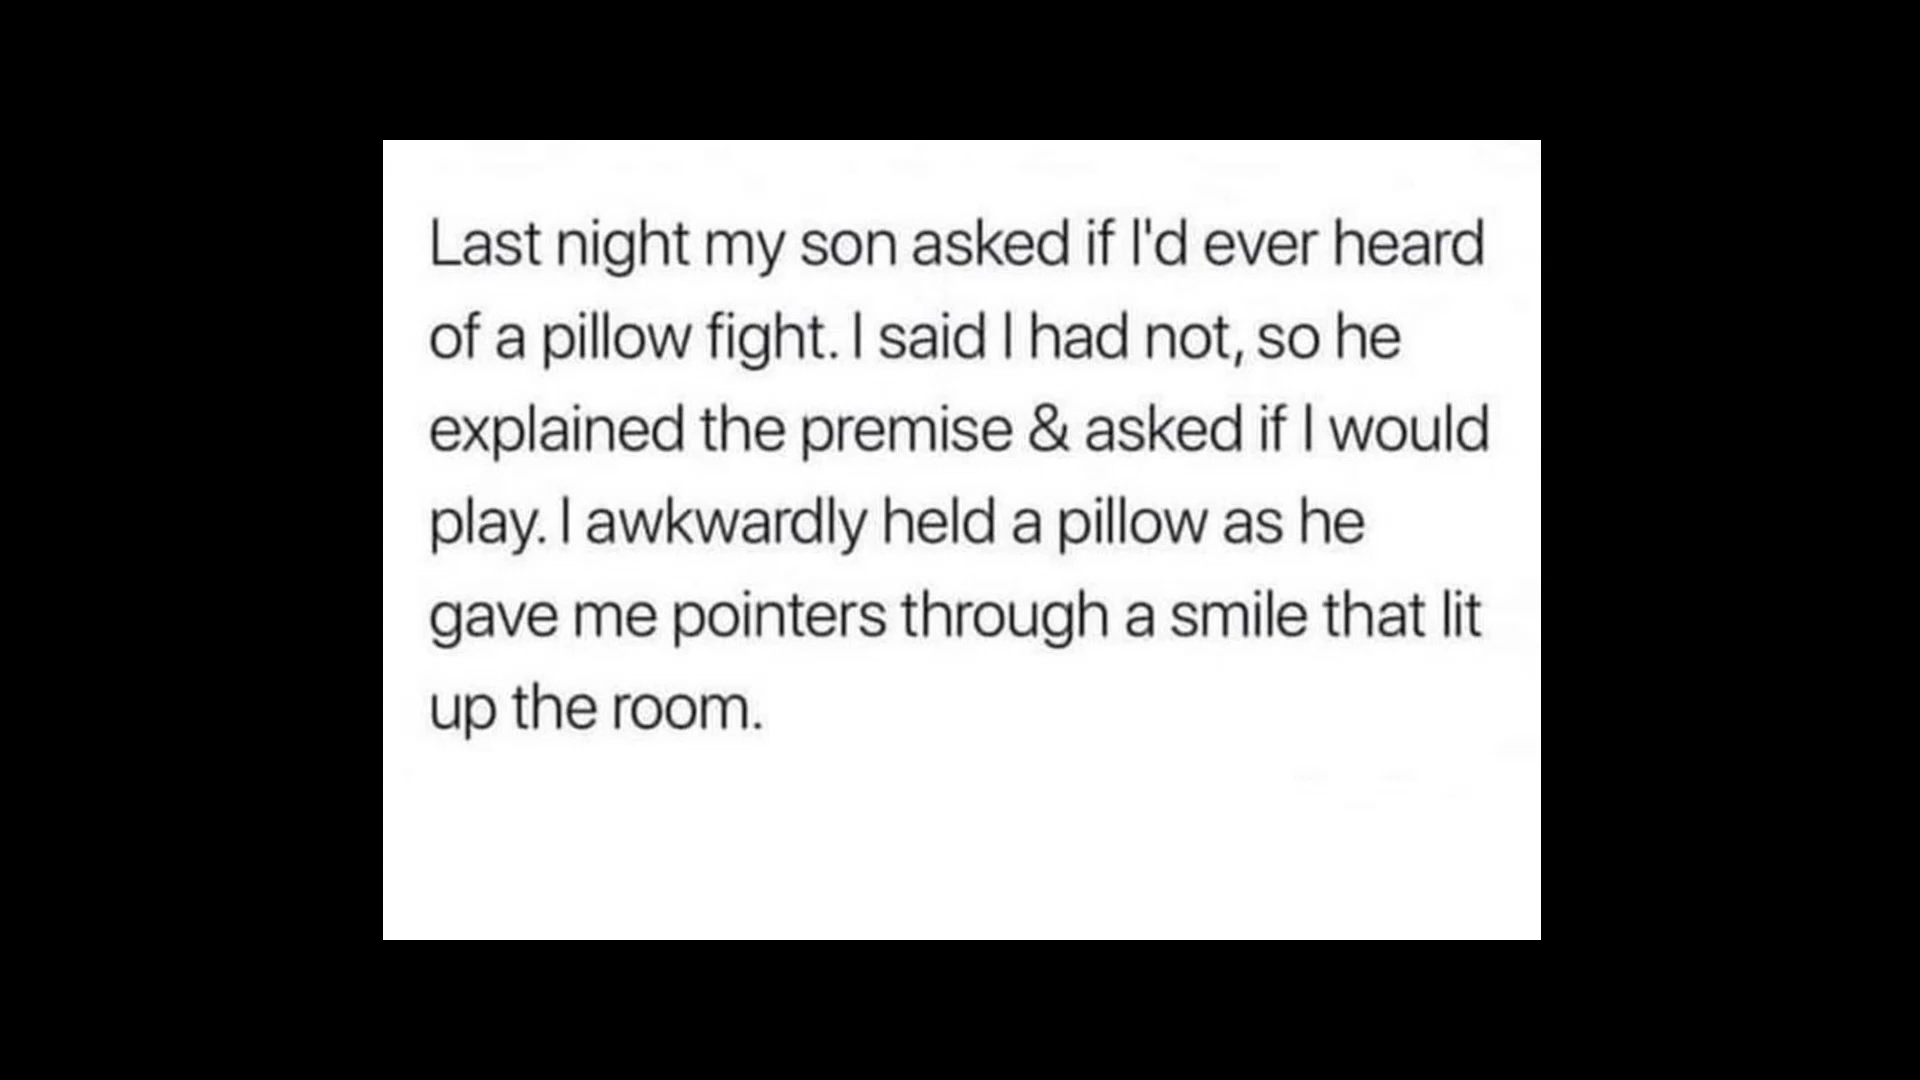 Last night my son asked if I'd ever heard
of a pillow fight. I said I had not, so he
explained the premise & asked if I would
play. I awkwardly held a pillow as he
gave me pointers through a smile that lit
up the room.